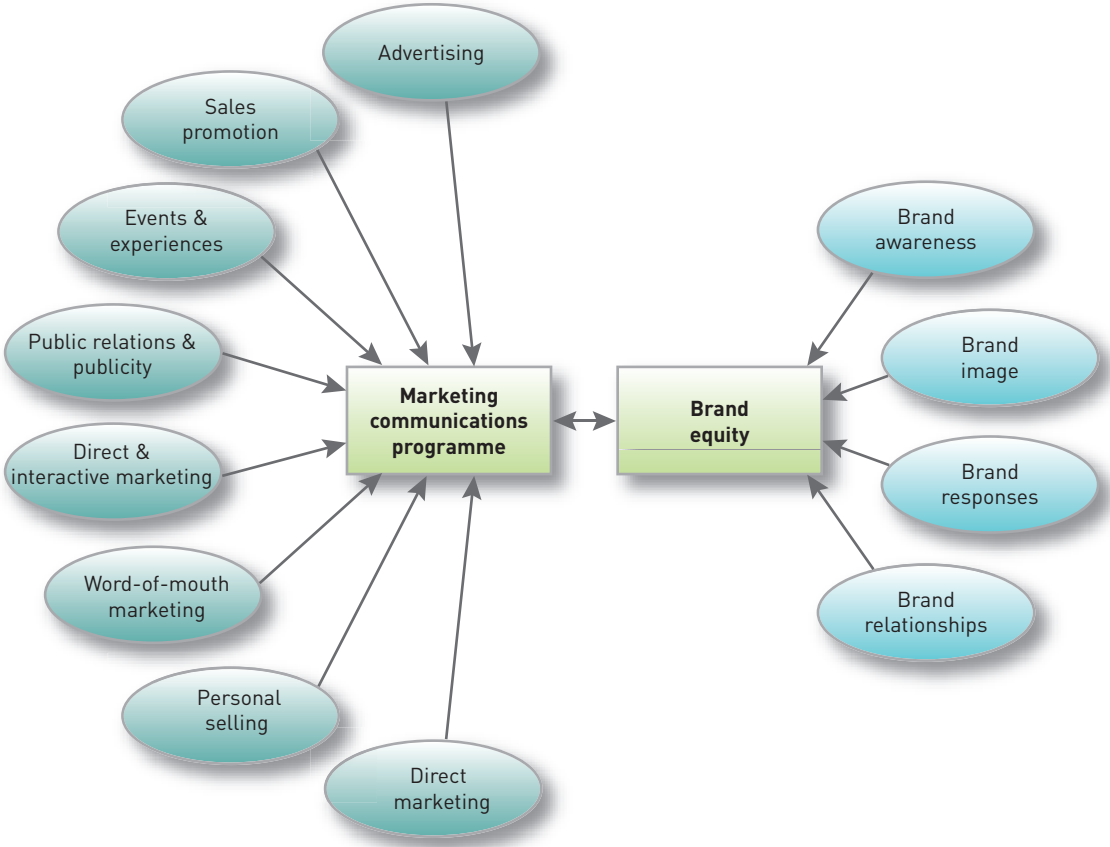 Advertising
Sales
promotion
Events &
experiences
Public relations &
publicity
Direct &
interactive marketing
Word-of-mouth
marketing
Personal
selling
Direct
marketing
Marketing
communications
programme
Brand
equity
Brand
awareness
Brand
image
Brand
responses
Brand
relationships